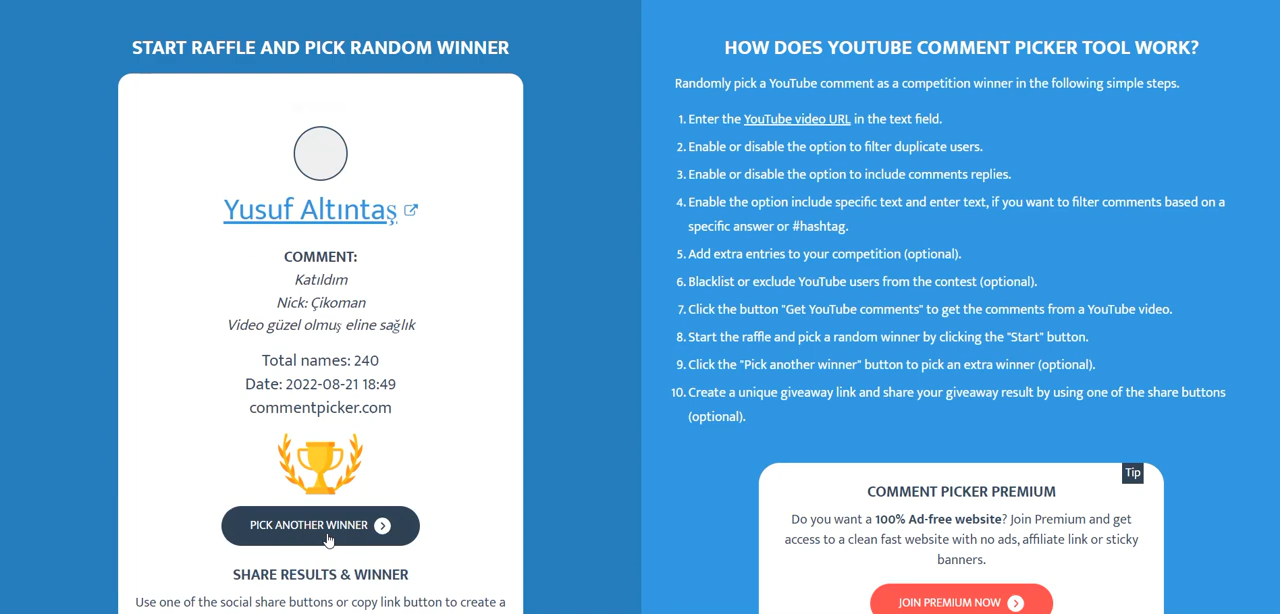 START RAFFLE AND PICK RANDOM WINNER
Yusuf Altıntaş
COMMENT:
Katıldım
Nick: Çikoman
Video güzel olmuş eline sağlık
Total names: 240
Date: 2022-08-21 18:49
commentpicker.com
PICK ANOTHER WINNER
SHARE RESULTS & WINNER
Use one of the social share buttons or copy link button to create a
HOW DOES YOUTUBE COMMENT PICKER TOOL WORK?
Randomly pick a YouTube comment as a competition winner in the following simple steps.
1. Enter the YouTube video URL in the text field.
2. Enable or disable the option to filter duplicate users.
3. Enable or disable the option to include comments replies.
4. Enable the option include specific text and enter text, if you want to filter comments based on a
specific answer or #hashtag.
5. Add extra entries to your competition (optional).
6. Blacklist or exclude YouTube users from the contest (optional).
7. Click the button "Get YouTube comments" to get the comments from a YouTube video.
8. Start the raffle and pick a random winner by clicking the "Start" button.
9. Click the "Pick another winner" button to pick an extra winner (optional).
10. Create a unique giveaway link and share your giveaway result by using one of the share buttons
(optional).
Tip
COMMENT PICKER PREMIUM
Do you want a 100% Ad-free website? Join Premium and get
access to a clean fast website with no ads, affiliate link or sticky
banners.
JOIN PREMIUM NOW